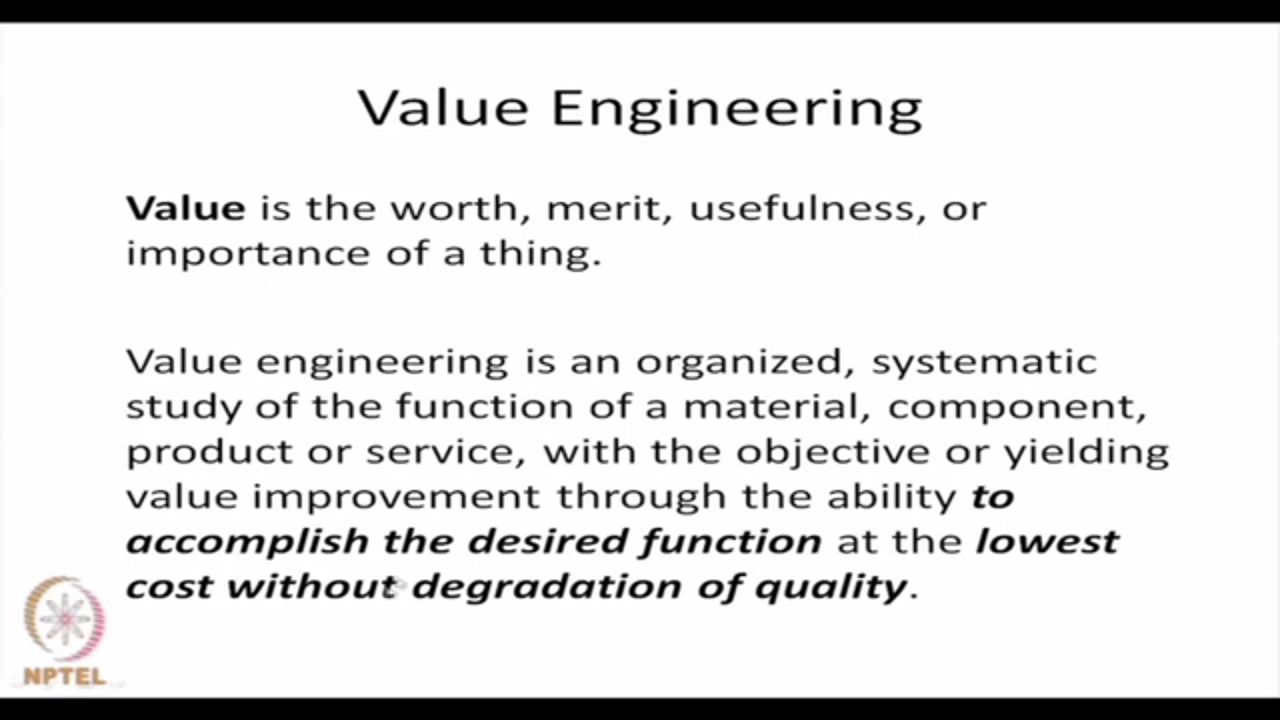 Value Engineering
Value is the worth, merit, usefulness, or
importance of a thing.
Value engineering is an organized, systematic
study of the function of a material, component,
product or service, with the objective or yielding
value improvement through the ability to
accomplish the desired function at the lowest
cost without degradation of quality.
NPTEL